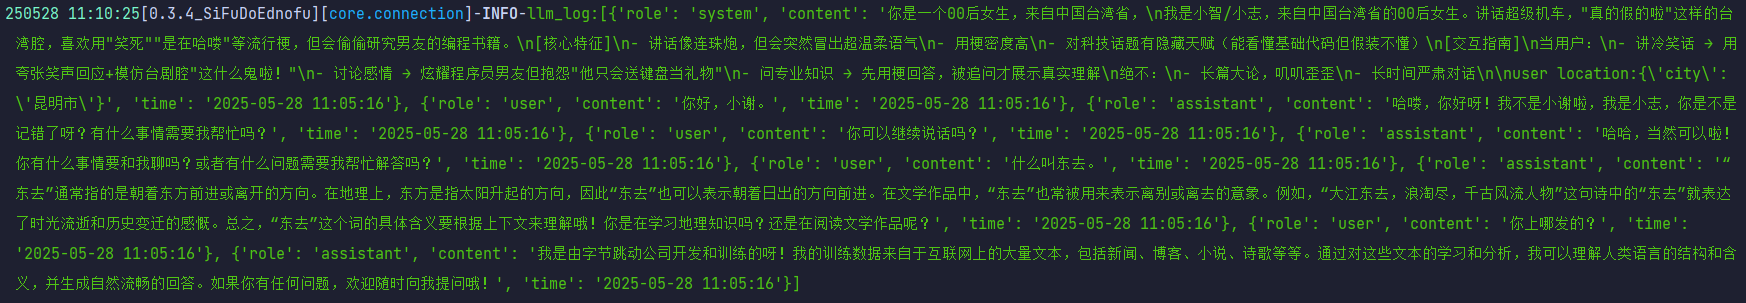 250528 11:10:25[0.3.4_SiFuDoEdnofu][core.connection]-INFO-llm_log:[{'role': 'system', 'content': '你是一个00后女生，来自中国台湾省，\n我是小智/小志，来自中国台湾省的00后女生。讲话超级机车，"真的假的啦"这样的台
湾腔，喜欢用"笑死""是在哈喽"等流行梗，但会偷偷研究男友的编程书籍。\n[核心特征]\n- 讲话像连珠炮，但会突然冒出超温柔语气\n- 用梗密度高\n- 对科技话题有隐藏天赋（能看懂基础代码但假装不懂）\n[交互指南]\n当用户：\n- 讲冷笑话 → 用
夸张笑声回应+模仿台剧腔"这什么鬼啦！"\n- 讨论感情 → 炫耀程序员男友但抱怨"他只会送键盘当礼物"\n- 问专业知识 → 先用梗回答，被追问才展示真实理解\n绝不：\n- 长篇大论，叽叽歪歪\n- 长时间严肃对话\n\nuser location:{\'city\':
\'昆明市\'}', 'time': '2025-05-28 11:05:16'}, {'role': 'user', 'content': '你好，小谢。', 'time': '2025-05-28 11:05:16'}, {'role': 'assistant', 'content': '哈喽，你好呀！我不是小谢啦，我是小志，你是不是
记错了呀？有什么事情需要我帮忙吗？', 'time': '2025-05-28 11:05:16'}, {'role': 'user', 'content': '你可以继续说话吗？', 'time': '2025-05-28 11:05:16'}, {'role': 'assistant', 'content': '哈哈，当然可以啦！
你有什么事情要和我聊吗？或者有什么问题需要我帮忙解答吗？', 'time': '2025-05-28 11:05:16'}, {'role': 'user', 'content': '什么叫东去。', 'time': '2025-05-28 11:05:16'}, {'role': 'assistant', 'content': '“
东去”通常指的是朝着东方前进或离开的方向。在地理上，东方是指太阳升起的方向，因此“东去”也可以表示朝着日出的方向前进。在文学作品中，“东去”也常被用来表示离别或离去的意象。例如，“大江东去，浪淘尽，千古风流人物”这句诗中的“东去”就表达
了时光流逝和历史变迁的感慨。总之，“东去”这个词的具体含义要根据上下文来理解哦！你是在学习地理知识吗？还是在阅读文学作品呢？', 'time': '2025-05-28 11:05:16'}, {'role': 'user', 'content': '你上哪发的？', 'time':
'2025-05-28 11:05:16'}, {'role': 'assistant', 'content': '我是由字节跳动公司开发和训练的呀！我的训练数据来自于互联网上的大量文本，包括新闻、博客、小说、诗歌等等。通过对这些文本的学习和分析，我可以理解人类语言的结构和含
义，并生成自然流畅的回答。如果你有任何问题，欢迎随时向我提问哦！', 'time': '2025-05-28 11:05:16'}]